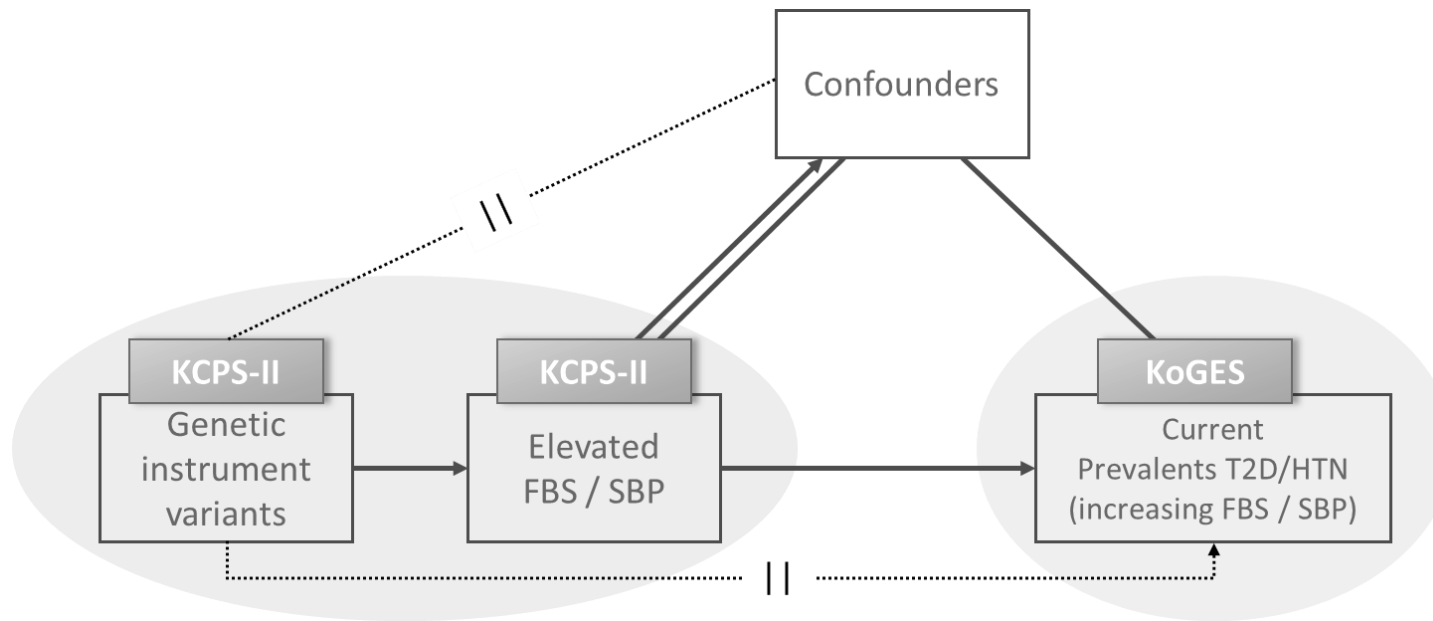 Confounders
KCPS-II
Genetic
instrument
variants
KCPS-II
Elevated
FBS / SBP
KoGES
Current
Prevalents T2D/HTN
(increasing FBS / SBP)